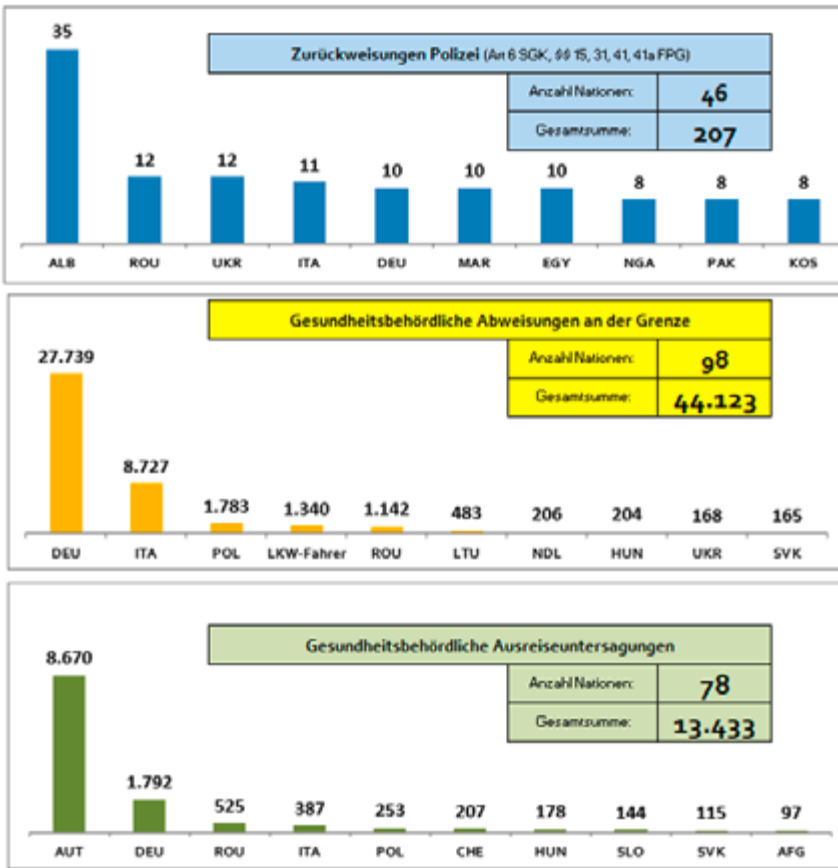 35
Zurückweisungen Polizei (Art 6 SGK, §§ 15, 31, 41, 41a FPG)
Anzahl Nationen: 46
Gesamtsumme: 207
12 12 11 10 10 10 8 8 8
ALB ROU UKR ITA DEU MAR EGY NGA PAK KOS
Gesundheitsbehördliche Abweisungen an der Grenze
27.739
Anzahl Nationen: 98
Gesamtsumme: 44.123
8.727
1.783 1.340 1.142 483 206 204 168 165
DEU ITA POL LKW-Fahrer ROU LTU NDL HUN UKR SVK
Gesundheitsbehördliche Ausreiseuntersagungen
8.670
Anzahl Nationen: 78
Gesamtsumme: 13.433
1.792
525 387 253 207 178 144 115 97
AUT DEU ROU ITA POL CHE HUN SLO SVK AFG